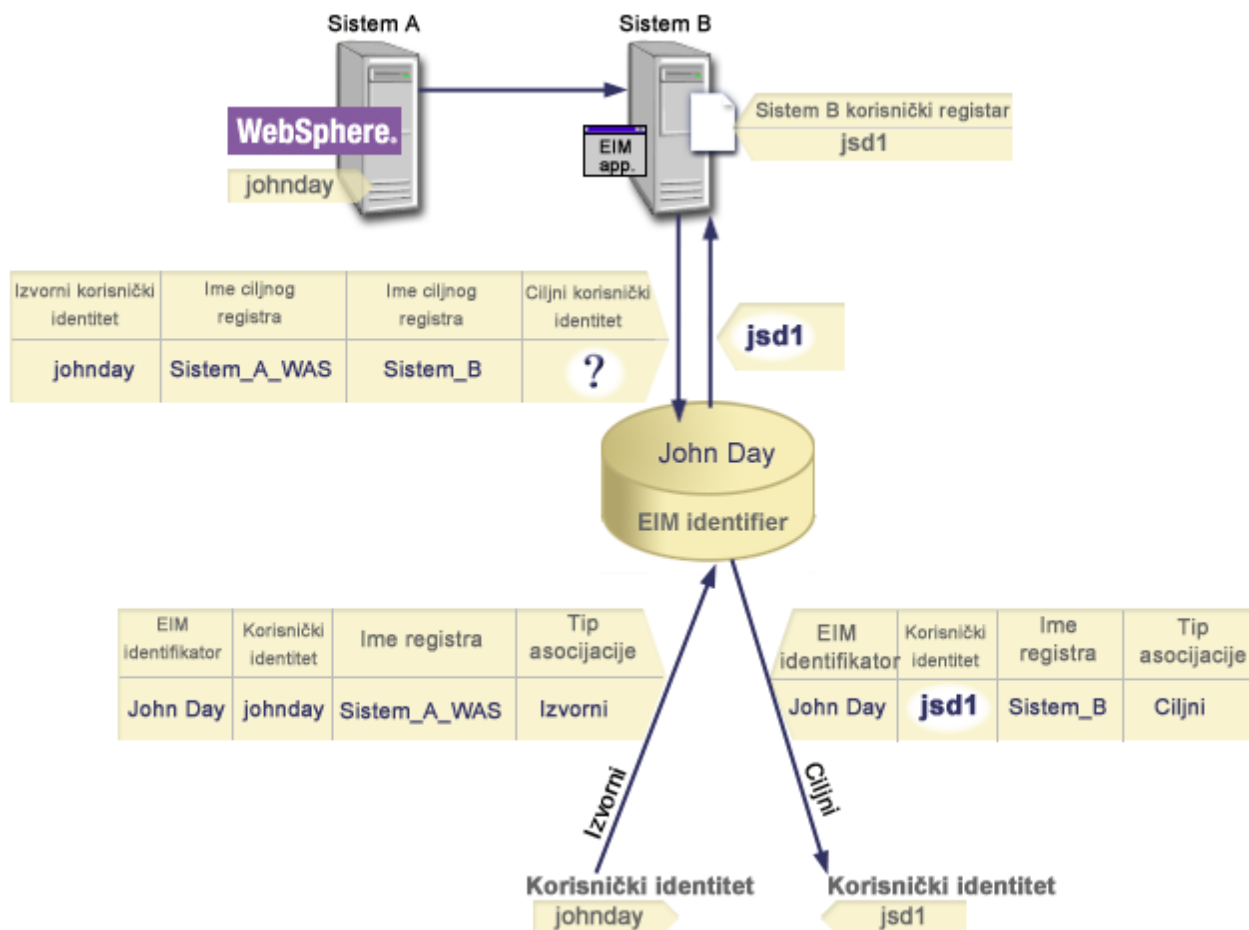 Sistem A
Sistem B
WebSphere.
johnday
EIM
app.
Sistem B korisnički registar
jsd1
Izvorni korisnički
identitet
Ime ciljnog
registra
Ime ciljnog
registra
Ciljni korisnički
identitet
johnday
Sistem_A_WAS
Sistem_B
?
jsd1
John Day
EIM identifier
EIM
identifikator
Korisnički
identitet
Ime registra
Tip
asocijacije
John Day
johnday
Sistem_A_WAS
Izvorni
EIM
identifikator
Korisnički
identitet
Ime
registra
Tip
asocijacije
John Day
jsd1
Sistem_B
Ciljni
Izvorni
Ciljni
Korisnički identitet
johnday
Korisnički identitet
jsd1